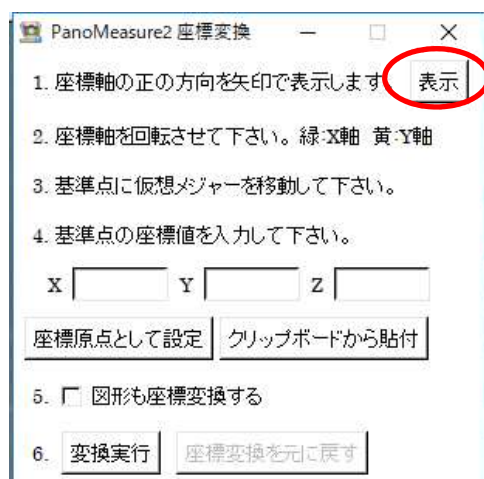 PanoMeasure2 座標変換
1. 座標軸の正の方向を矢印で表示します 表示
2. 座標軸を回転させて下さい。緑:X軸 黄:Y軸
3. 基準点に仮想メジャーを移動して下さい。
4. 基準点の座標値を入力して下さい。
X Y Z
座標原点として設定 クリップボードから貼付
5. 図形も座標変換する
6. 変換実行 座標変換を元に戻す